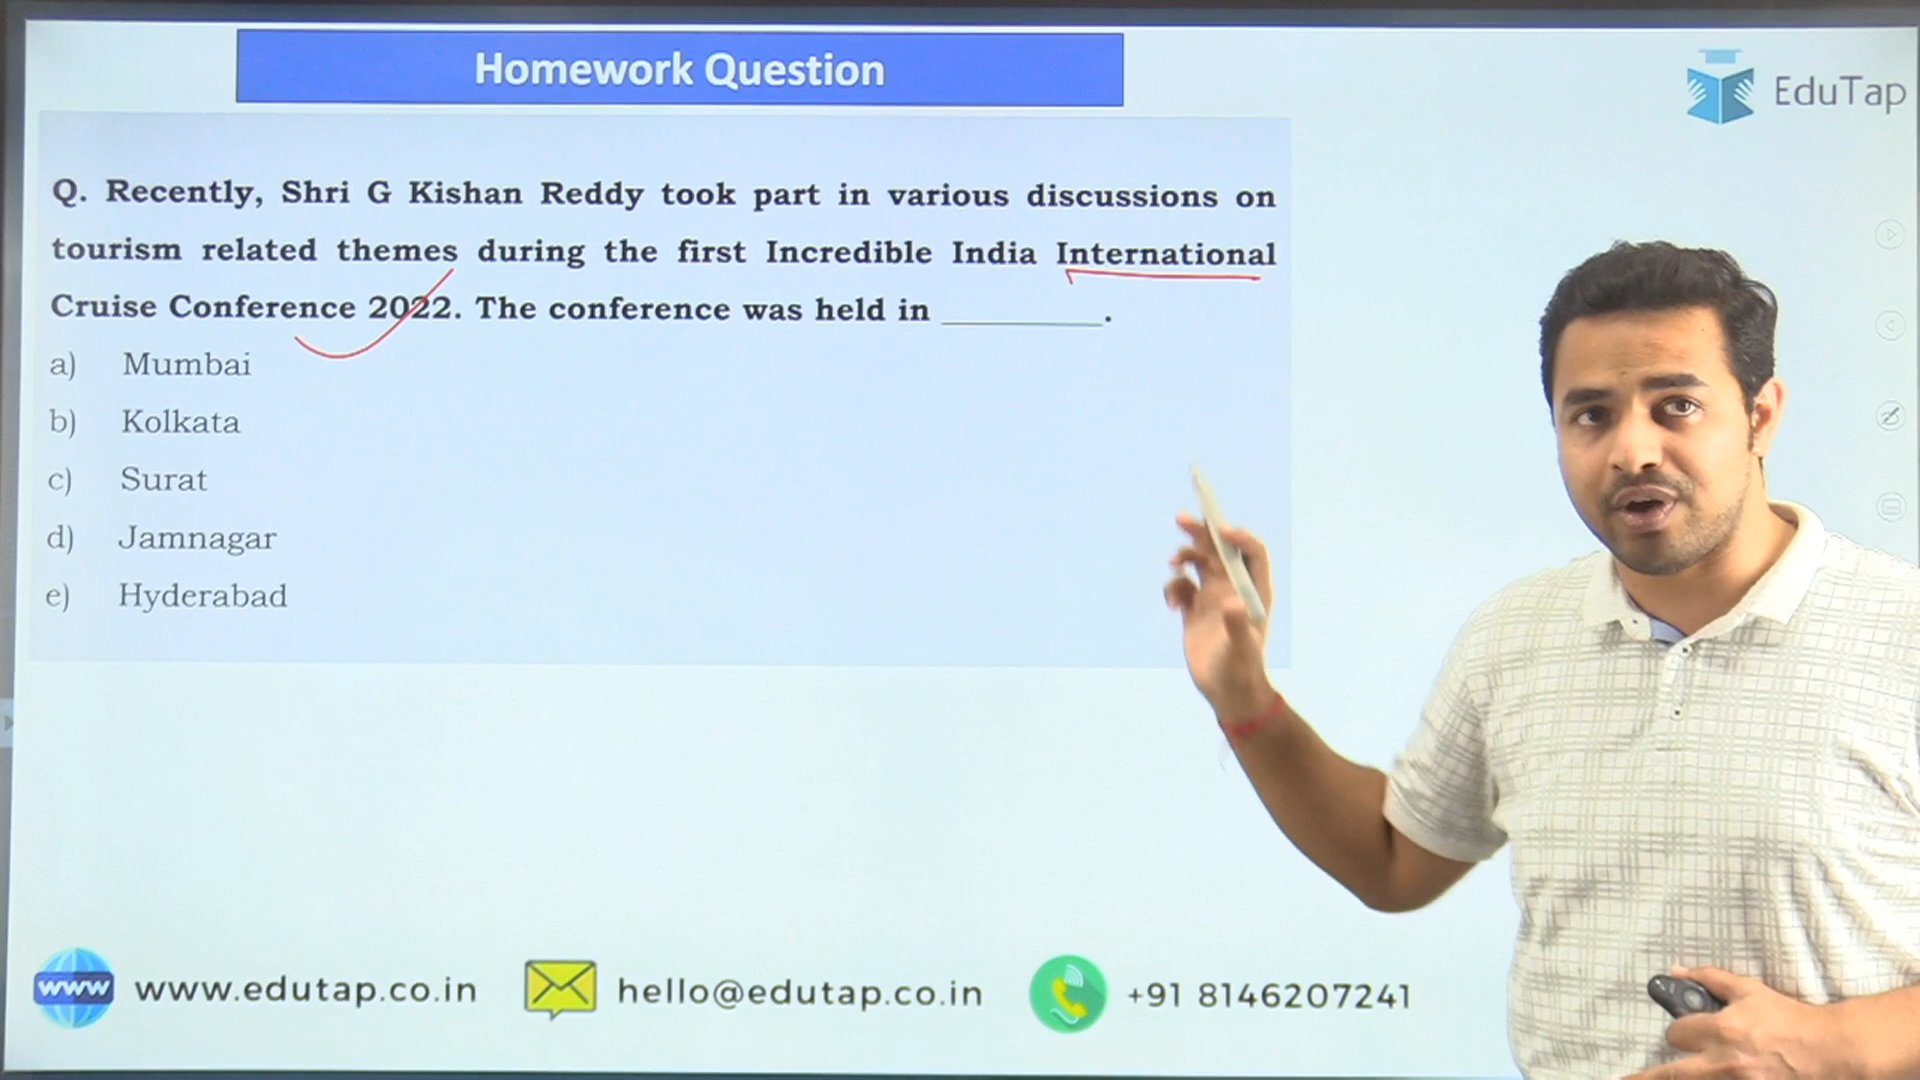 Homework Question
EduTap
Q. Recently, Shri G Kishan Reddy took part in various discussions on
tourism related themes during the first Incredible India International
Cruise Conference 2022. The conference was held in __________.
a) Mumbai
b) Kolkata
c) Surat
d) Jamnagar
e) Hyderabad
www www.edutap.co.in hello@edutap.co.in +91 8146207241